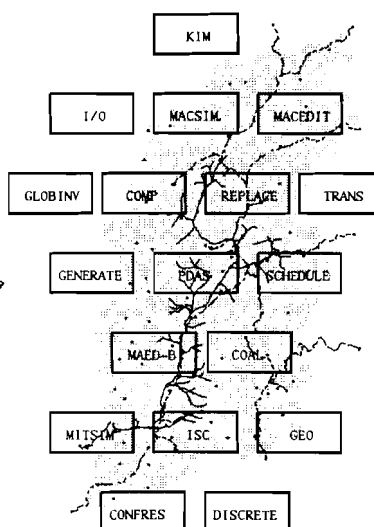 KIM
I/O MACSIM MACEDIT
GLOBINV COMP REPLACE TRANS
GENERATE EDAS SCHEDULE
MAED-B COAL
MITSIM ISC GEO
CONFRES DISCRETE